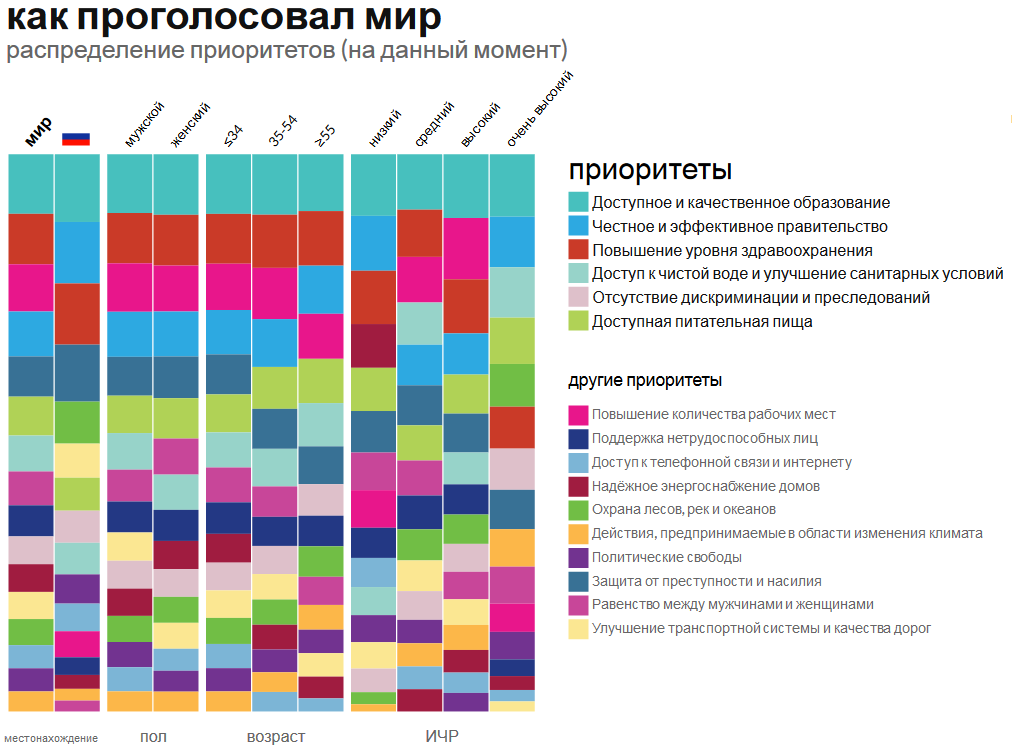 как проголосовал мир
распределение приоритетов (на данный момент)
мир
мужской
женский
≤34
35-54
≥55
низкий
средний
высокий
очень высокий
приоритеты
Доступное и качественное образование
Честное и эффективное правительство
Повышение уровня здравоохранения
Доступ к чистой воде и улучшение санитарных условий
Отсутствие дискриминации и преследований
Доступная питательная пища
другие приоритеты
Повышение количества рабочих мест
Поддержка нетрудоспособных лиц
Доступ к телефонной связи и интернету
Надёжное энергоснабжение домов
Охрана лесов, рек и океанов
Действия, предпринимаемые в области изменения климата
Политические свободы
Защита от преступности и насилия
Равенство между мужчинами и женщинами
Улучшение транспортной системы и качества дорог
местонахождение
пол
возраст
ИЧР